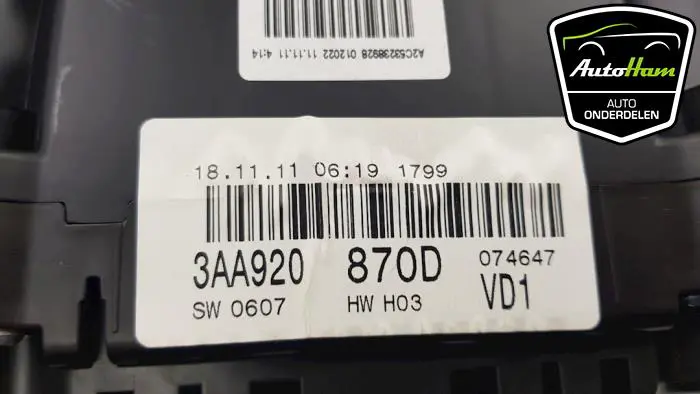 A2C53238928 012022 11.11.11 4:14
AutoHam
AUTO
ONDERDELEN
18.11.11 06:19 1799
3AA920 870D 074647
SW 0607 HW H03 VD1